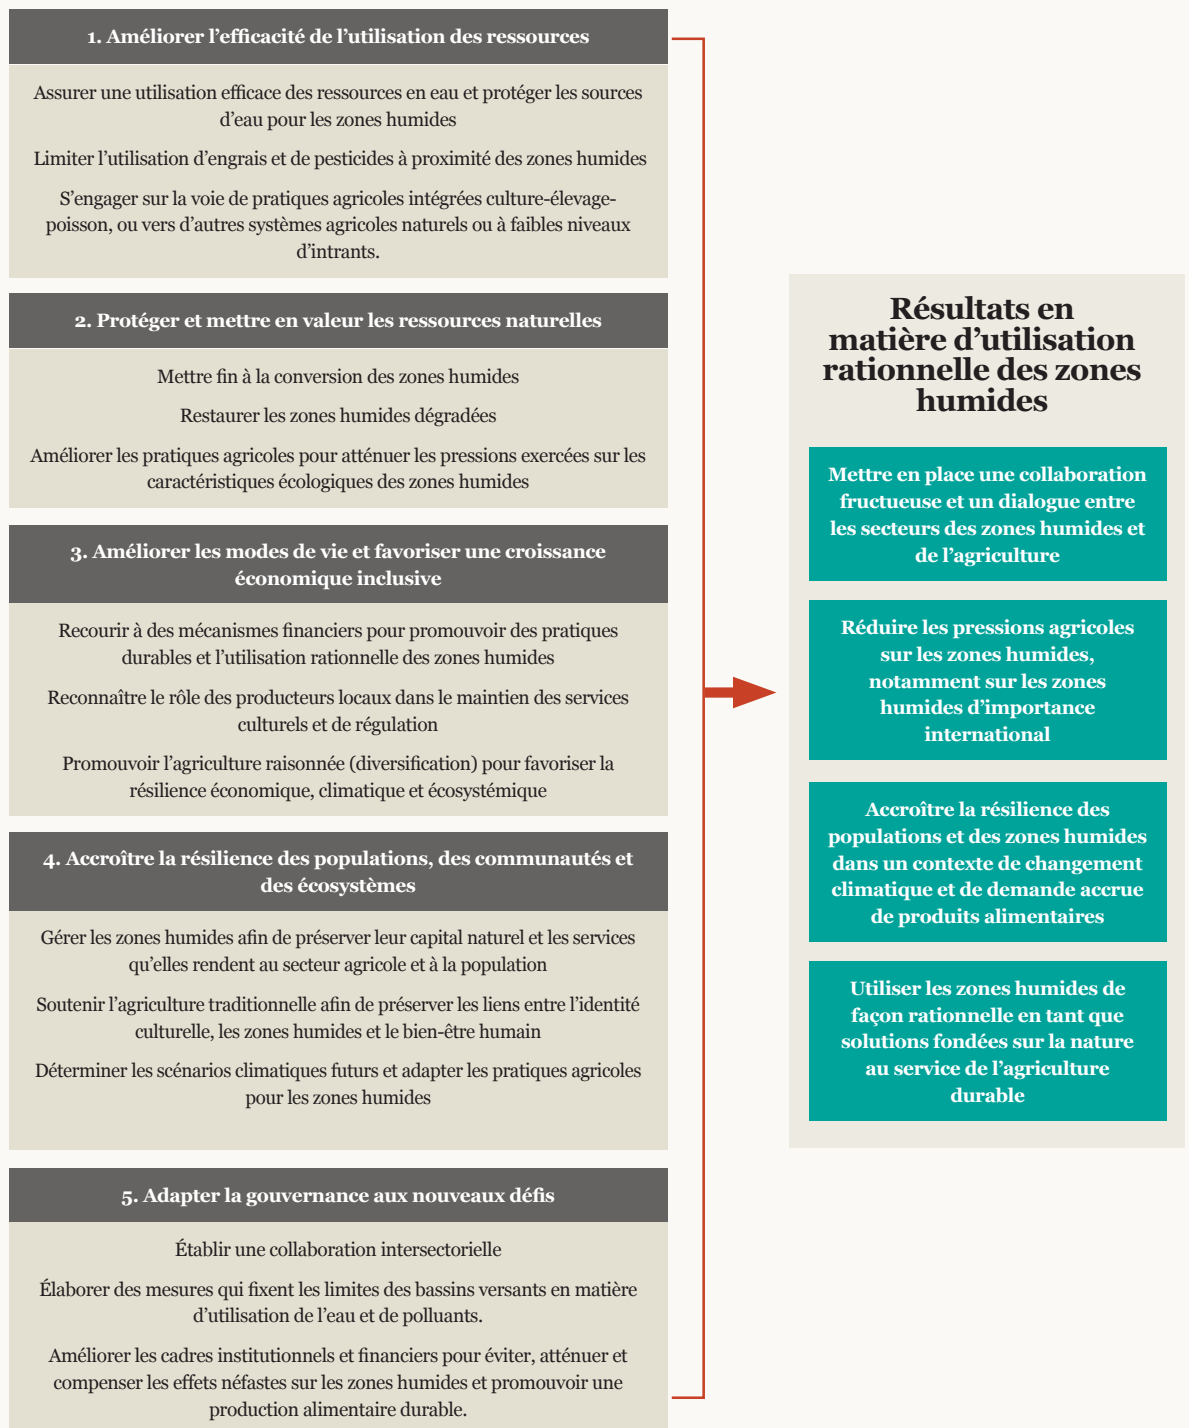 1. Améliorer l’efficacité de l’utilisation des ressources
Assurer une utilisation efficace des ressources en eau et protéger les sources
d’eau pour les zones humides
Limiter l’utilisation d’engrais et de pesticides à proximité des zones humides
S’engager sur la voie de pratiques agricoles intégrées culture-élevage-
poisson, ou vers d’autres systèmes agricoles naturels ou à faibles niveaux
d’intrants.
2. Protéger et mettre en valeur les ressources naturelles
Mettre fin à la conversion des zones humides
Restaurer les zones humides dégradées
Améliorer les pratiques agricoles pour atténuer les pressions exercées sur les
caractéristiques écologiques des zones humides
3. Améliorer les modes de vie et favoriser une croissance
économique inclusive
Recourir à des mécanismes financiers pour promouvoir des pratiques
durables et l’utilisation rationnelle des zones humides
Reconnaître le rôle des producteurs locaux dans le maintien des services
culturels et de régulation
Promouvoir l’agriculture raisonnée (diversification) pour favoriser la
résilience économique, climatique et écosystémique
4. Accroître la résilience des populations, des communautés et
des écosystèmes
Gérer les zones humides afin de préserver leur capital naturel et les services
qu’elles rendent au secteur agricole et à la population
Soutenir l’agriculture traditionnelle afin de préserver les liens entre l’identité
culturelle, les zones humides et le bien-être humain
Déterminer les scénarios climatiques futurs et adapter les pratiques agricoles
pour les zones humides
5. Adapter la gouvernance aux nouveaux défis
Établir une collaboration intersectorielle
Élaborer des mesures qui fixent les limites des bassins versants en matière
d’utilisation de l’eau et de polluants.
Améliorer les cadres institutionnels et financiers pour éviter, atténuer et
compenser les effets néfastes sur les zones humides et promouvoir une
production alimentaire durable.
Résultats en
matière d’utilisation
rationnelle des zones
humides
Mettre en place une collaboration
fructueuse et un dialogue entre
les secteurs des zones humides et
de l’agriculture
Réduire les pressions agricoles
sur les zones humides,
notamment sur les zones
humides d’importance
international
Accroître la résilience des
populations et des zones humides
dans un contexte de changement
climatique et de demande accrue
de produits alimentaires
Utiliser les zones humides de
façon rationnelle en tant que
solutions fondées sur la nature
au service de l’agriculture
durable